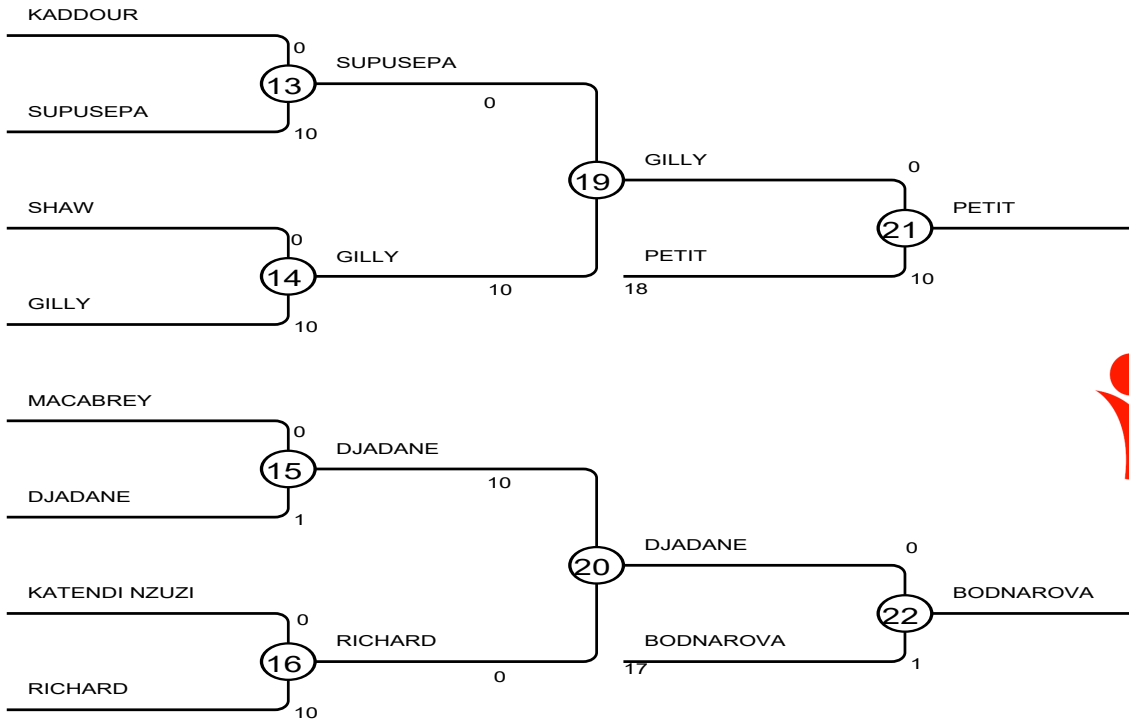 KADDOUR
0
13
SUPUSEPA
0
SUPUSEPA
10
19
GILLY
0
SHAW
0
14
GILLY
10
GILLY
10
21
PETIT
PETIT
18
10
MACABREY
0
15
DJADANE
10
DJADANE
1
20
DJADANE
0
KATENDI NZUZI
0
16
RICHARD
0
RICHARD
10
22
BODNAROVA
BODNAROVA
17
1